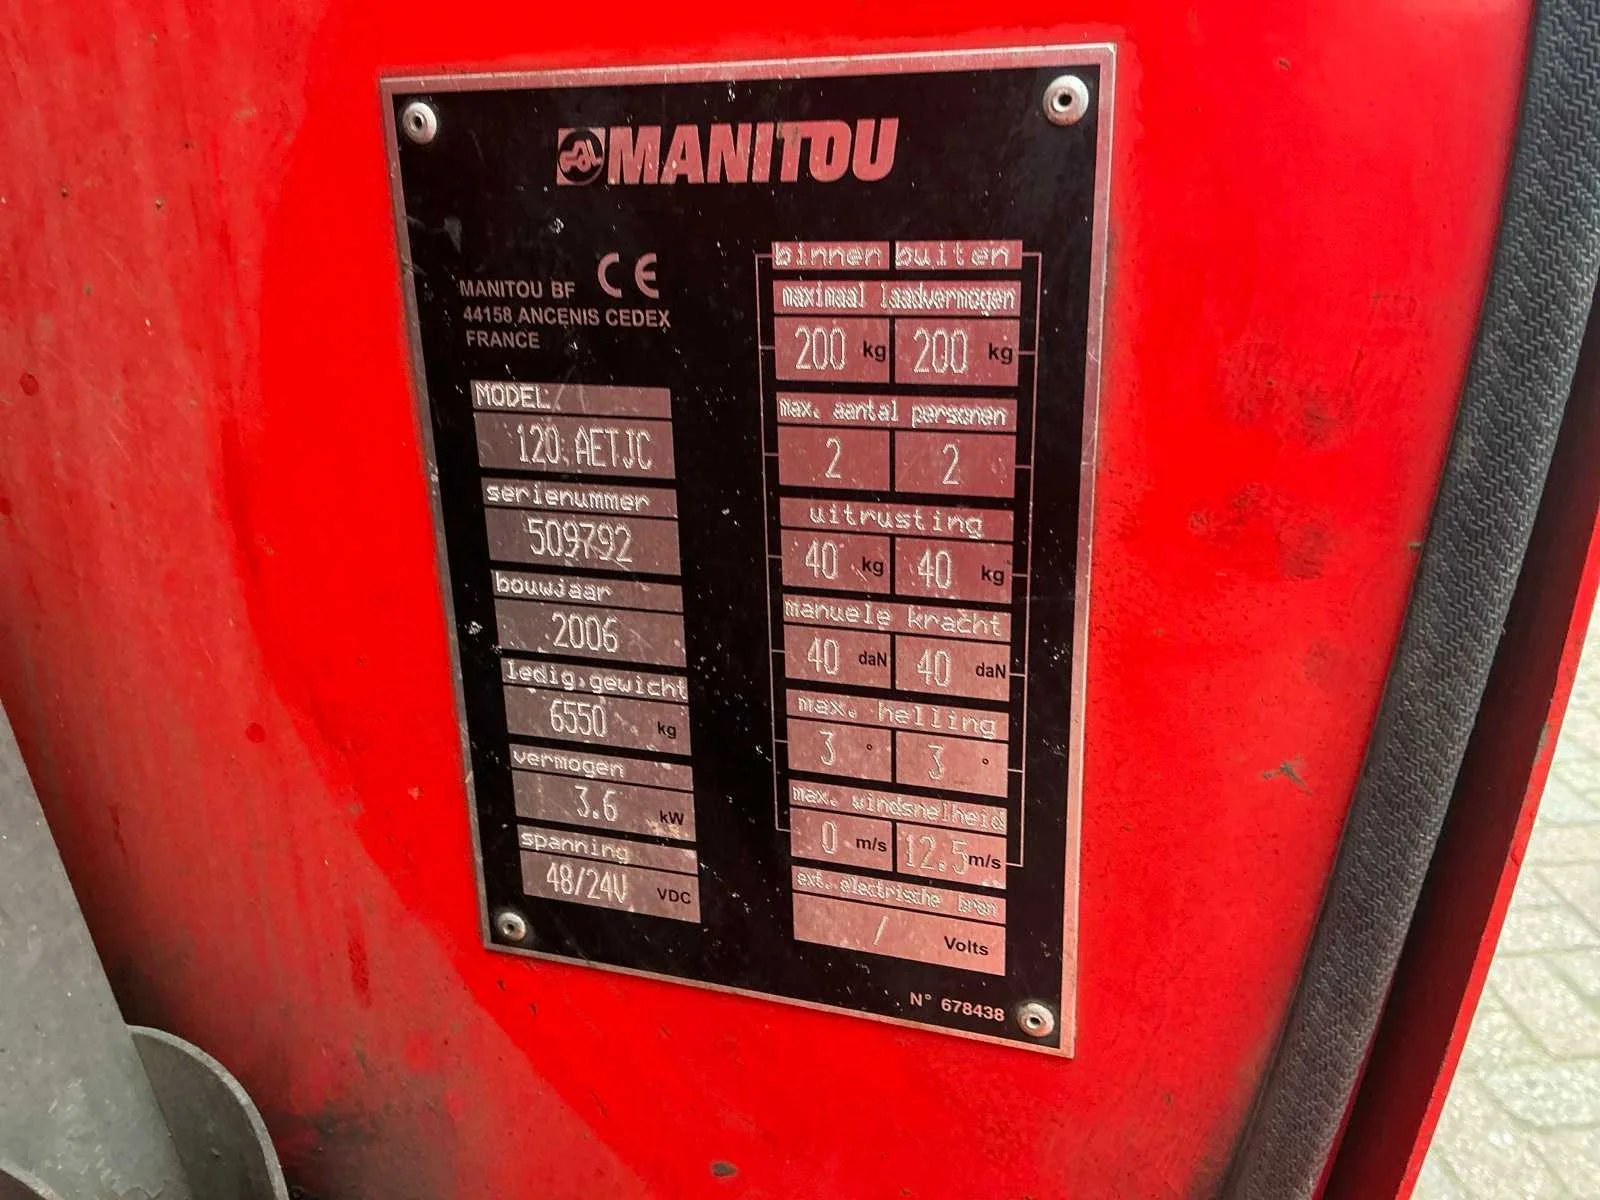 MANITOU
CE
MANITOU BF
44158 ANCENIS CEDEX
FRANCE
MODEL
120 AETJC
serienummer
509792
bouwjaar
2006
ledig.gewicht
6550 kg
vermogen
3.6 kW
spanning
48/24V VDC
binnen buiten
maximaal laadvermogen
200 kg 200 kg
max. aantal personen
2 2
uitrusting
40 kg 40 kg
manuele kracht
40 daN 40 daN
max. helling
3 ° 3 °
max. windsnelheid
0 m/s 12.5 m/s
ext. electrische bron
/ Volts
N° 678438